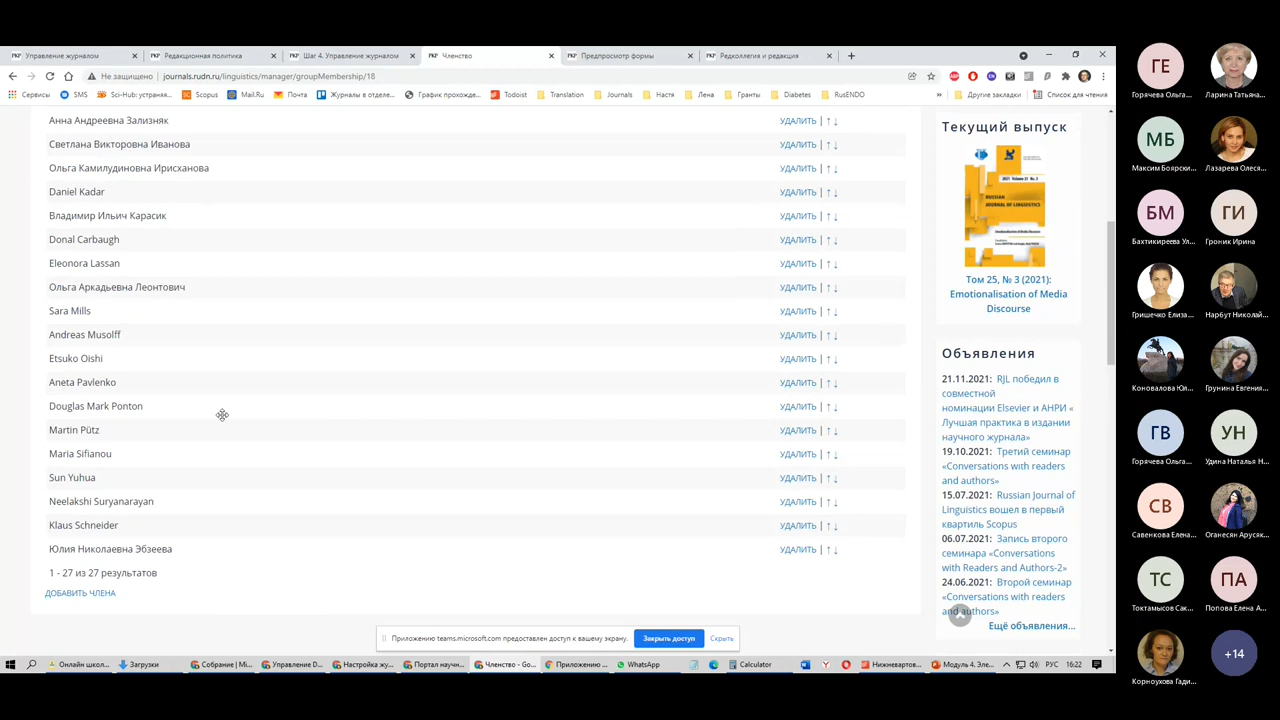 Управление журналом
Редакционная политика
Шаг 4. Управление журналом
Членство
Предпросмотр формы
Редколлегия и редакция
Не защищено
journals.rudn.ru/linguistics/manager/groupMembership/18
Сервисы
SMS
Sci-Hub: устраняя...
Scopus
Mail.Ru
Почта
Журналы в отделе...
График прохожде...
Todoist
Translation
Journals
Настя
Лена
Гранты
Diabetes
RusENDO
»
Другие закладки
Список для чтения
Анна Андреевна Зализняк УДАЛИТЬ | ↑ ↓
Светлана Викторовна Иванова УДАЛИТЬ | ↑ ↓
Ольга Камилудиновна Ирисханова УДАЛИТЬ | ↑ ↓
Daniel Kadar УДАЛИТЬ | ↑ ↓
Владимир Ильич Карасик УДАЛИТЬ | ↑ ↓
Donal Carbaugh УДАЛИТЬ | ↑ ↓
Eleonora Lassan УДАЛИТЬ | ↑ ↓
Ольга Аркадьевна Леонтович УДАЛИТЬ | ↑ ↓
Sara Mills УДАЛИТЬ | ↑ ↓
Andreas Musolff УДАЛИТЬ | ↑ ↓
Etsuko Oishi УДАЛИТЬ | ↑ ↓
Aneta Pavlenko УДАЛИТЬ | ↑ ↓
Douglas Mark Ponton УДАЛИТЬ | ↑ ↓
Martin Pütz УДАЛИТЬ | ↑ ↓
Maria Sifianou УДАЛИТЬ | ↑ ↓
Sun Yuhua УДАЛИТЬ | ↑ ↓
Neelakshi Suryanarayan УДАЛИТЬ | ↑ ↓
Klaus Schneider УДАЛИТЬ | ↑ ↓
Юлия Николаевна Эбзеева УДАЛИТЬ | ↑ ↓
1 - 27 из 27 результатов
ДОБАВИТЬ ЧЛЕНА
Текущий выпуск
RUSSIAN
JOURNAL OF
LINGUISTICS
Том 25, № 3 (2021):
Emotionalisation of Media
Discourse
Объявления
21.11.2021: RJL победил в
совместной
номинации Elsevier и АНРИ «
Лучшая практика в издании
научного журнала»
19.10.2021: Третий семинар
«Conversations with readers
and authors»
15.07.2021: Russian Journal of
Linguistics вошел в первый
квартиль Scopus
06.07.2021: Запись второго
семинара «Conversations
with Readers and Authors-2»
24.06.2021: Второй семинар
«Conversations with readers
and authors»
Ещё объявления...
Приложению teams.microsoft.com предоставлен доступ к вашему экрану.
Закрыть доступ
Скрыть
Онлайн школ...
Загрузки
Собрание | Mi...
Управление D...
Настройка жу...
Портал научн...
Членство - Go...
Приложению ...
WhatsApp
Calculator
Нижневартов...
Модуль 4. Эле...
РУС
16:22
ГЕ
Горячева Ольга...
Ларина Татьяна...
МБ
Максим Боярски...
Лазарева Олеся...
БМ
Бахтикиреева Ул...
ГИ
Гроник Ирина
Гришечко Елиза...
Нарбут Николай...
Коновалова Юл...
Грунина Евгения...
ГВ
Горячева Ольга...
УН
Удина Наталья Н...
СВ
Савенкова Елена...
Оганесян Арусяк...
ТС
Токтамысов Сак...
ПА
Попова Елена А...
Корноухова Гади...
+14